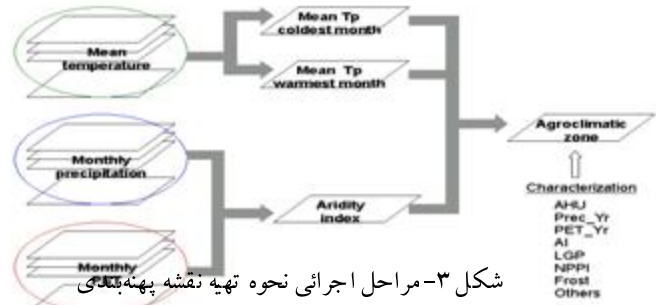 Mean
temperature
Mean Tp
coldest month
Mean Tp
warmest month
Monthly
precipitation
Aridity
index
Agroclimatic
zone
Characterization
AHU
Prec_Yr
PET_Yr
AI
LGP
NPPI
Frost
Others
Monthly
شکل ۳- مراحل اجرائی نحوه تهیه نقشه پهنه‌بندی